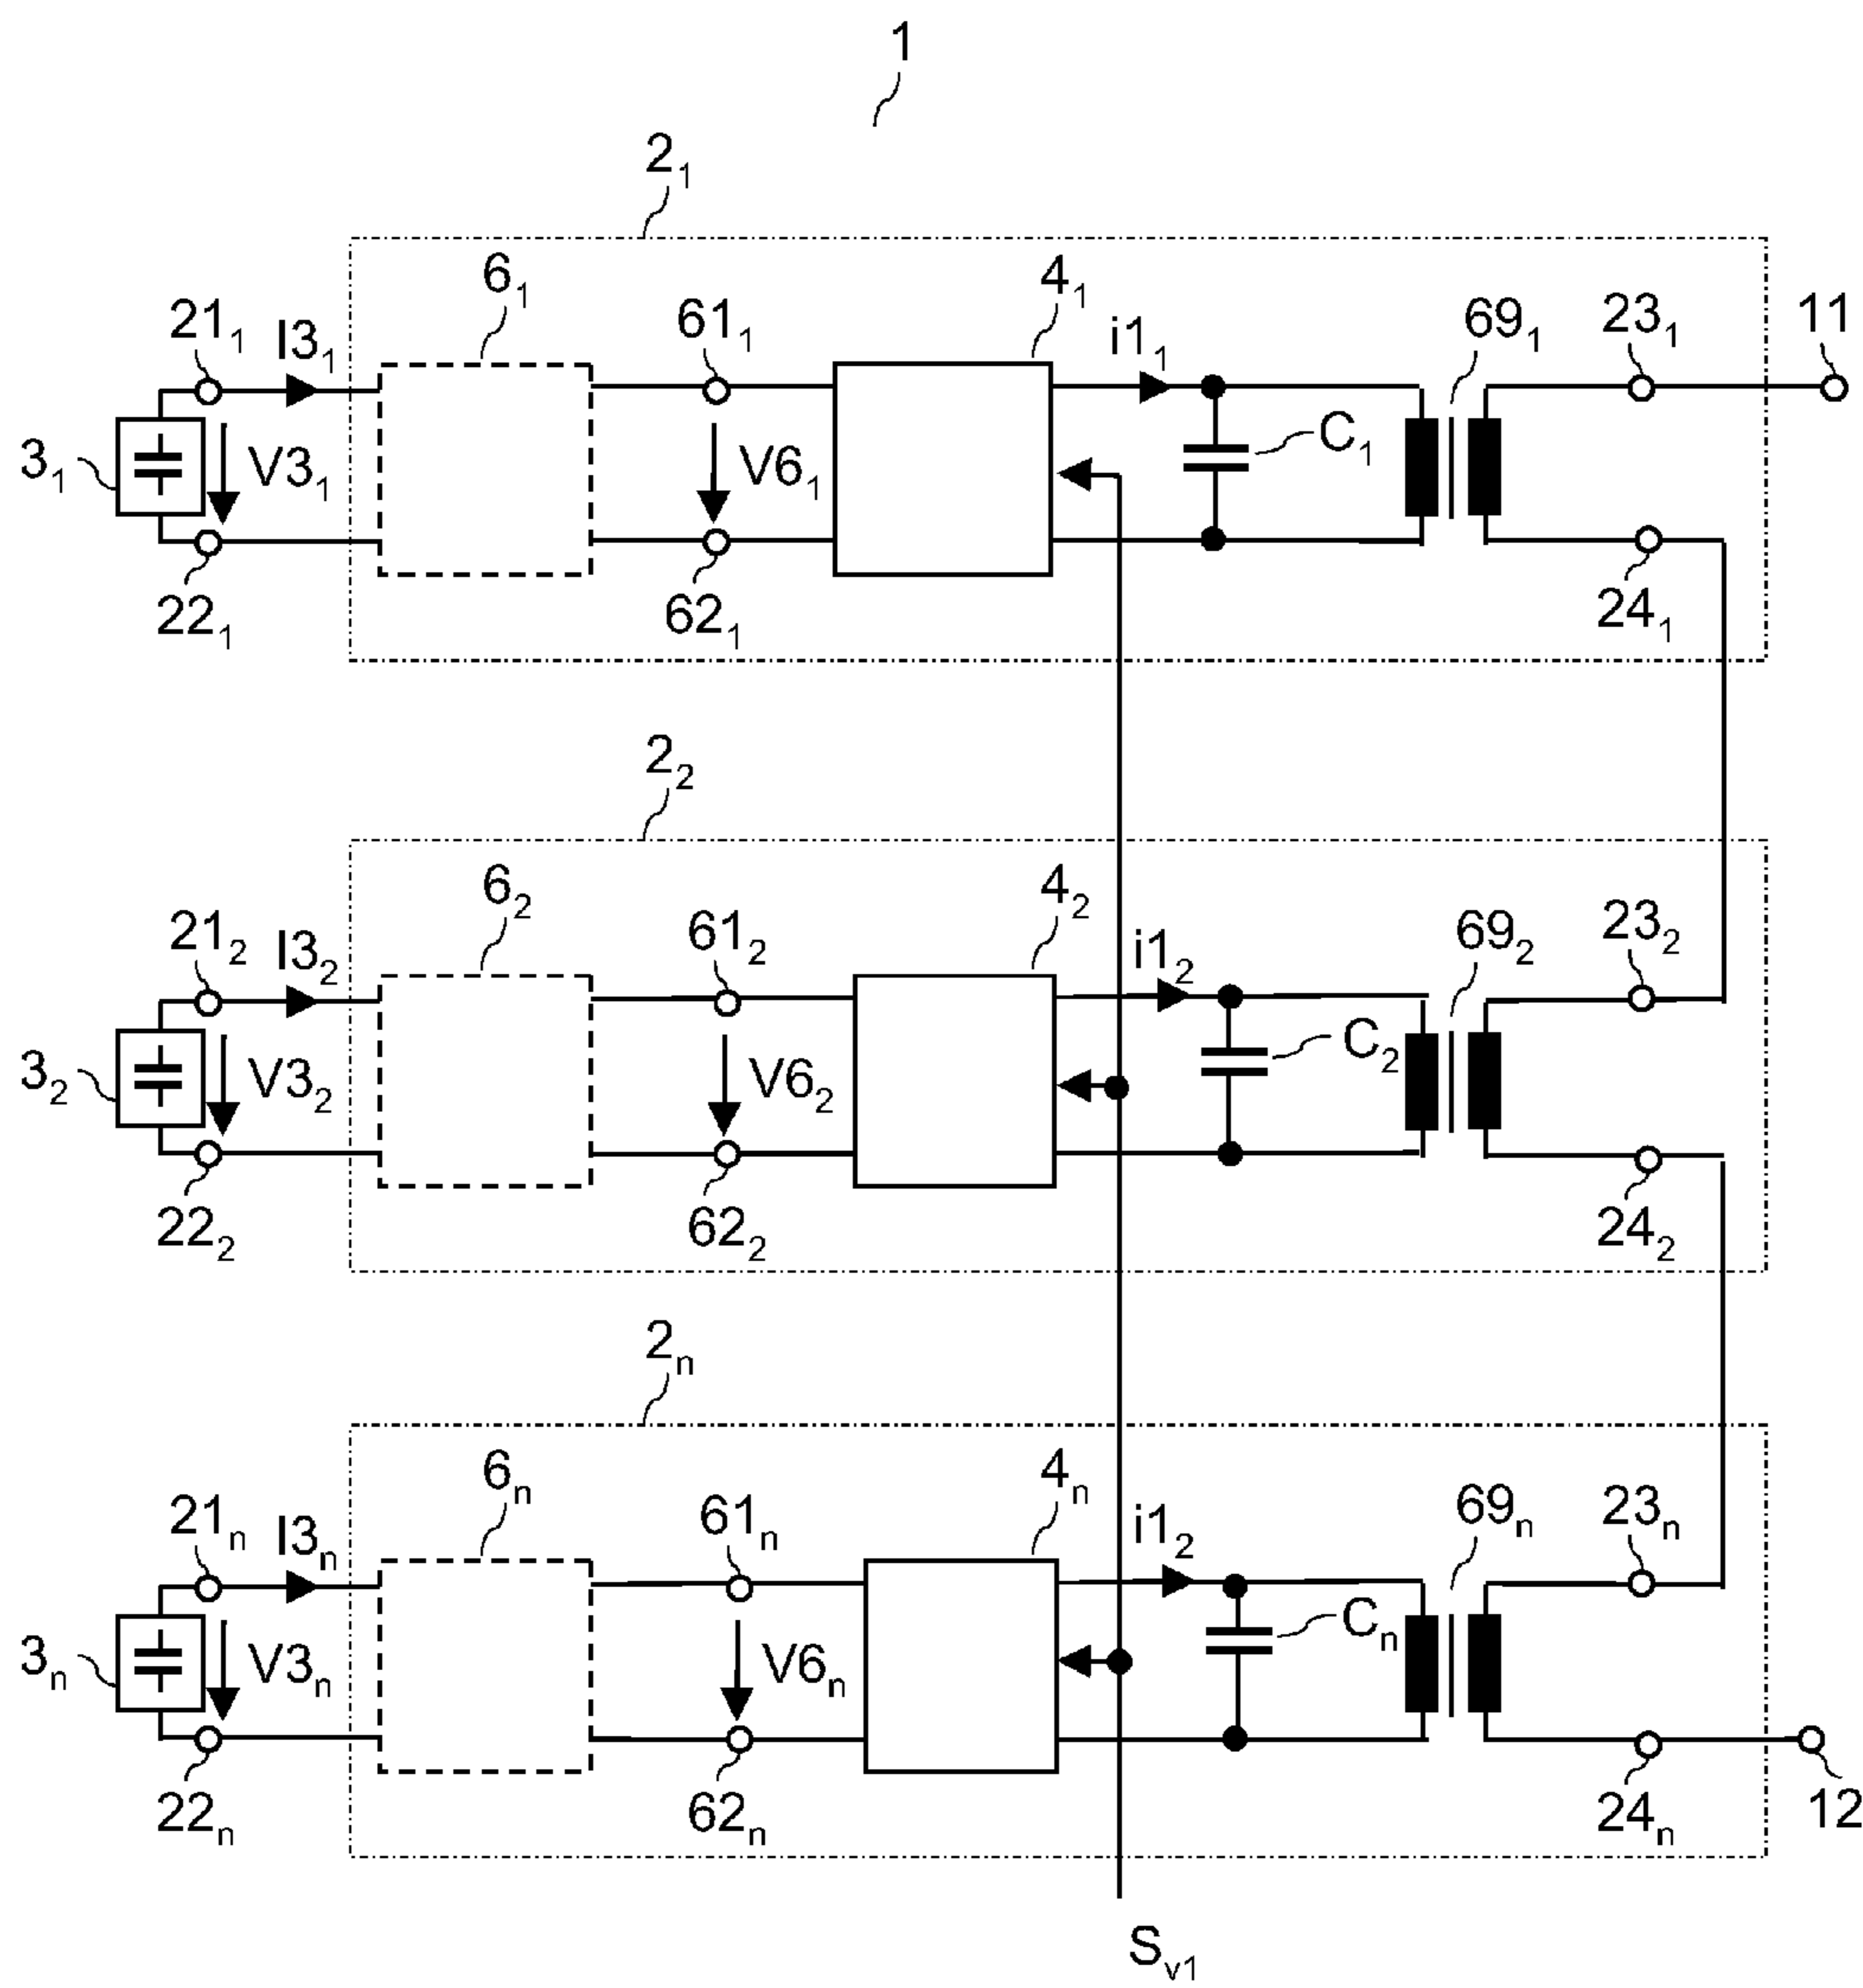 1
2₁
6₁ 4₁
21₁ I3₁ 61₁ i1₁ 69₁ 23₁ 11
3₁ V3₁ V6₁ C₁
22₁ 62₁ 24₁
2₂
6₂ 4₂
21₂ I3₂ 61₂ i1₂ 69₂ 23₂
3₂ V3₂ V6₂ C₂
22₂ 62₂ 24₂
2ₙ
6ₙ 4ₙ
21ₙ I3ₙ 61ₙ i1₂ 69ₙ 23ₙ
3ₙ V3ₙ V6ₙ Cₙ
22ₙ 62ₙ 24ₙ 12
Sᵥ₁